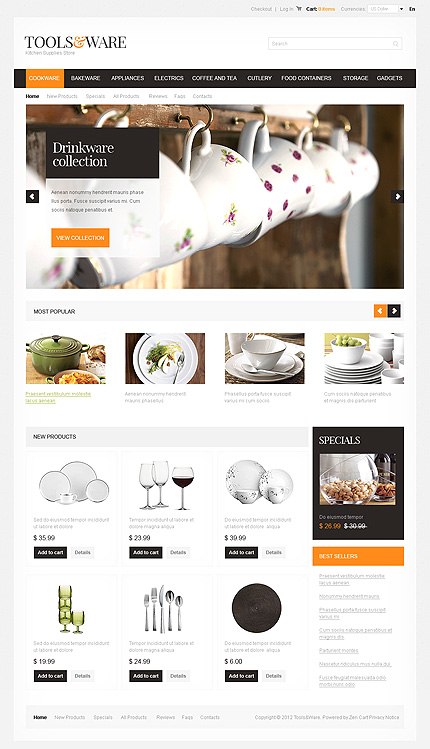 Checkout | Log In Cart: 0 items Currencies: US Dollar En
TOOLS&WARE
Kitchen Supplies Store
Search
COOKWARE BAKEWARE APPLIANCES ELECTRICS COFFEE AND TEA CUTLERY FOOD CONTAINERS STORAGE GADGETS
Home New Products Specials All Products Reviews Faqs Contacts
Drinkware
collection
Aenean nonummy hendrerit mauris phase
llus porta. Fusce suscipit varius mi. Cum
sociis natoque penatibus et.
VIEW COLLECTION
MOST POPULAR
Praesent vestibulum molestie
lacus aenean
Aenean nonummy hendrerit
mauris phasellus
Phasellus porta fusce suscipit
varius mi cum sociis
Cum sociis natoque penatibus
et magnis dis parturient
NEW PRODUCTS
Sed do eiusmod tempor incididunt
ut labore et dolore
$ 35.99
Add to cart Details
Tempor incididunt ut labore et
dolore magna aliqua
$ 23.99
Add to cart Details
Do eiusmod tempor incididunt
ut labore et dolore magna aliqua
$ 39.99
Add to cart Details
SPECIALS
Do eiusmod tempor
$ 26.99 $ 30.99
BEST SELLERS
Praesent vestibulum molestie
lacus aenean
Nonummy hendrerit mauris
Phasellus porta fusce suscipit
varius mi
Cum sociis natoque penatibus
et magnis dis
Parturient montes
Nascetur ridiculus mus nulla dui.
Fusce feugiat malesuada odio
morbi nunc odio
Sed do eiusmod tempor incididunt
ut labore et dolore
$ 19.99
Add to cart Details
Tempor incididunt ut labore et
dolore magna aliqua
$ 24.99
Add to cart Details
Do eiusmod tempor incididunt
ut labore et dolore magna aliqua
$ 6.00
Add to cart Details
Home New Products Specials All Products Reviews Faqs Contacts Copyright © 2012 Tools&Ware. Powered by Zen Cart Privacy Notice